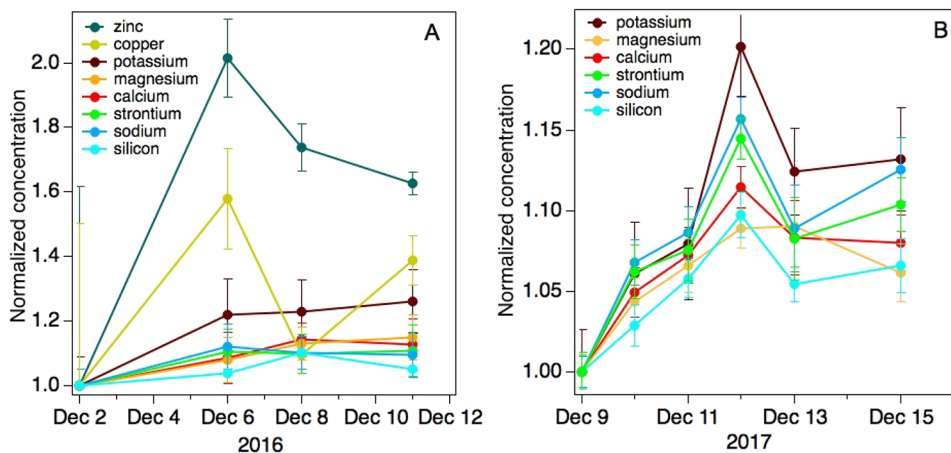 A
zinc
copper
potassium
magnesium
calcium
strontium
sodium
silicon
Normalized concentration
2.0
1.8
1.6
1.4
1.2
1.0
Dec 2
Dec 4
Dec 6
Dec 8
Dec 10
Dec 12
2016
B
potassium
magnesium
calcium
strontium
sodium
silicon
Normalized concentration
1.20
1.15
1.10
1.05
1.00
Dec 9
Dec 11
Dec 13
Dec 15
2017